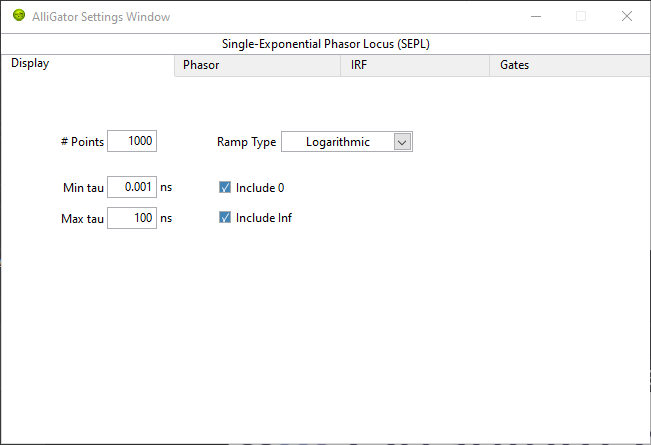 AlliGator Settings Window
Single-Exponential Phasor Locus (SEPL)
Display Phasor IRF Gates
# Points 1000 Ramp Type Logarithmic
Min tau 0.001 ns Include 0
Max tau 100 ns Include Inf